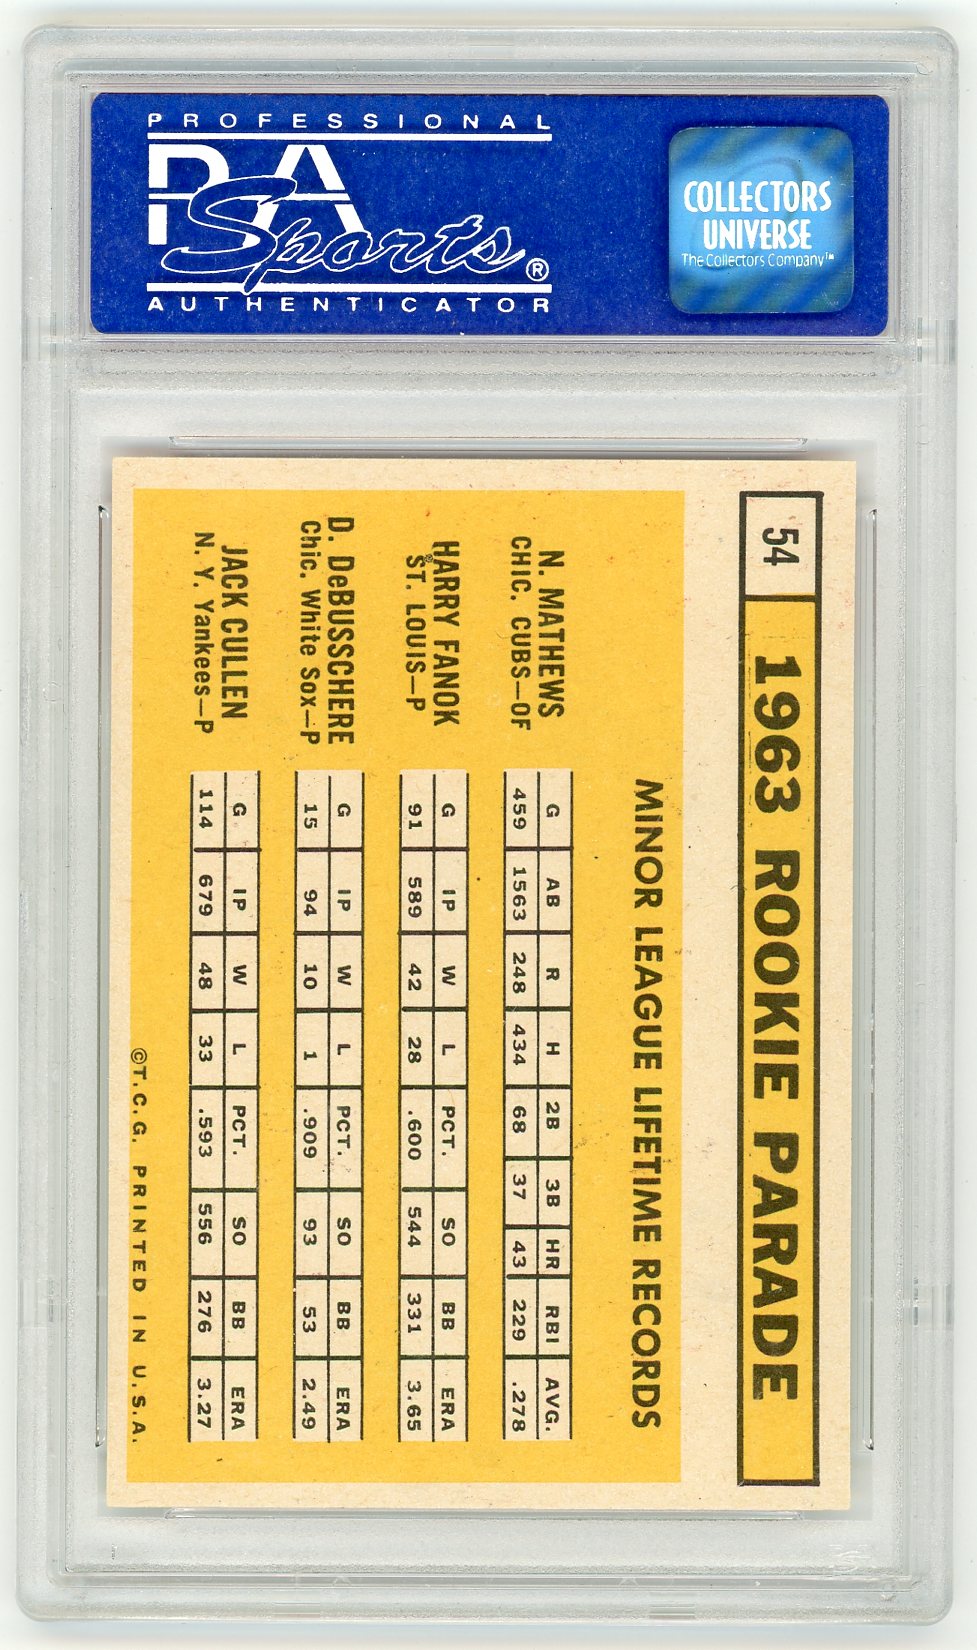 PROFESSIONAL
PSA
Sports®
AUTHENTICATOR
COLLECTORS
UNIVERSE
The Collectors Company™
54 1963 ROOKIE PARADE
MINOR LEAGUE LIFETIME RECORDS
G AB R H 2B 3B HR RBI AVG.
N. MATHEWS
CHIC. CUBS—OF
459 1563 248 434 68 37 43 229 .278
G IP W L PCT. SO BB ERA
HARRY FANOK
ST. LOUIS—P
91 589 42 28 .600 544 331 3.65
G IP W L PCT. SO BB ERA
D. DeBUSSCHERE
Chic. White Sox—P
15 94 10 1 .909 93 53 2.49
G IP W L PCT. SO BB ERA
JACK CULLEN
N. Y. Yankees—P
114 679 48 33 .593 556 276 3.27
©T.C.G. PRINTED IN U.S.A.